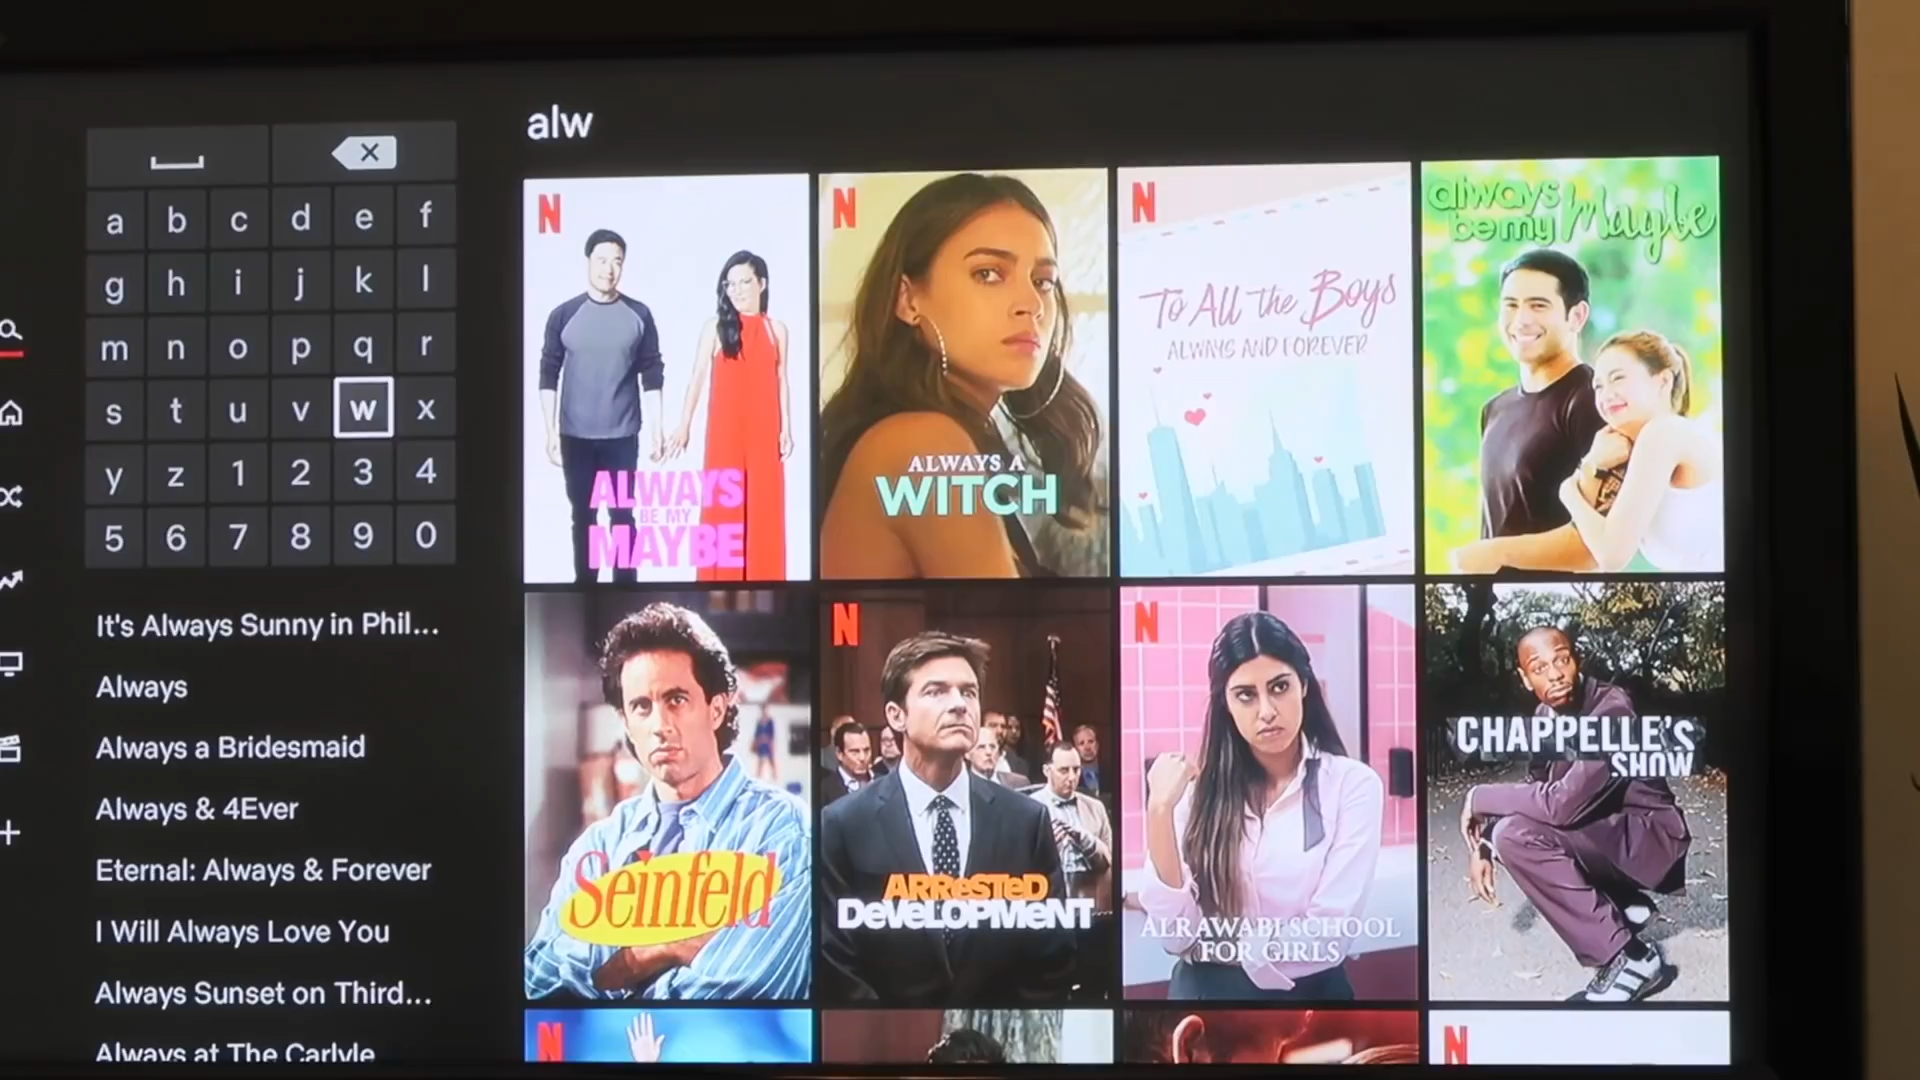 alw
a b c d e f
g h i j k l
m n o p q r
s t u v w x
y z 1 2 3 4
5 6 7 8 9 0
It's Always Sunny in Phil...
Always
Always a Bridesmaid
Always & 4Ever
Eternal: Always & Forever
I Will Always Love You
Always Sunset on Third...
Always at The Carlyle
N
ALWAYS
BE MY
MAYBE
N
ALWAYS A
WITCH
N
To All the Boys
ALWAYS AND FOREVER
always
be my Maybe
Seinfeld
N
ARReSTeD
DeVeLOPMeNT
N
ALRAWABI SCHOOL
FOR GIRLS
CHAPPELLE'S
SHOW
N
N